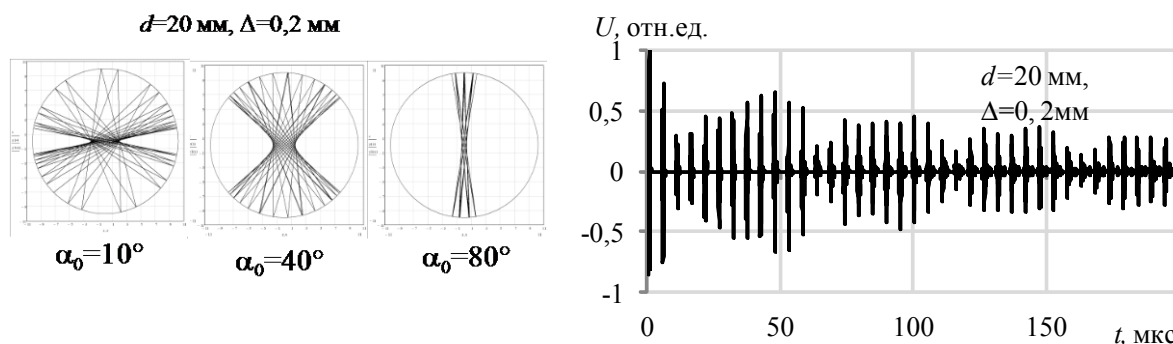 d=20 мм, Δ=0,2 мм
α₀=10°
α₀=40°
α₀=80°
U, отн.ед.
1
0,5
0
-0,5
-1
d=20 мм,
Δ=0, 2мм
0
50
100
150
t, мкс